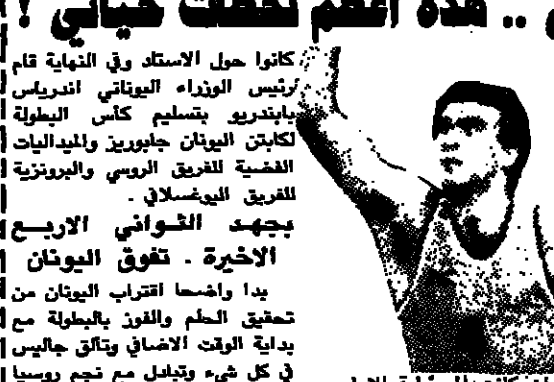 .. هذه أعظم لحظات حياتي !
كانوا حول الاستاد وفي النهاية قام
رئيس الوزراء اليوناني اندرياس
بابندريو بتسليم كأس البطولة
لكابتن اليونان جابوريز والميداليات
الفضية للفريق الروسي والبرونزية
للفريق اليوغسلافي .
بجهد الثواني الاربع
الاخيرة . تفوق اليونان
بدا واضحا اقتراب اليونان من
تحقيق الحلم والفوز بالبطولة مع
بداية الوقت الاضافي وتألق جاليس
في كل شيء وتبادل مع نجم روسيا